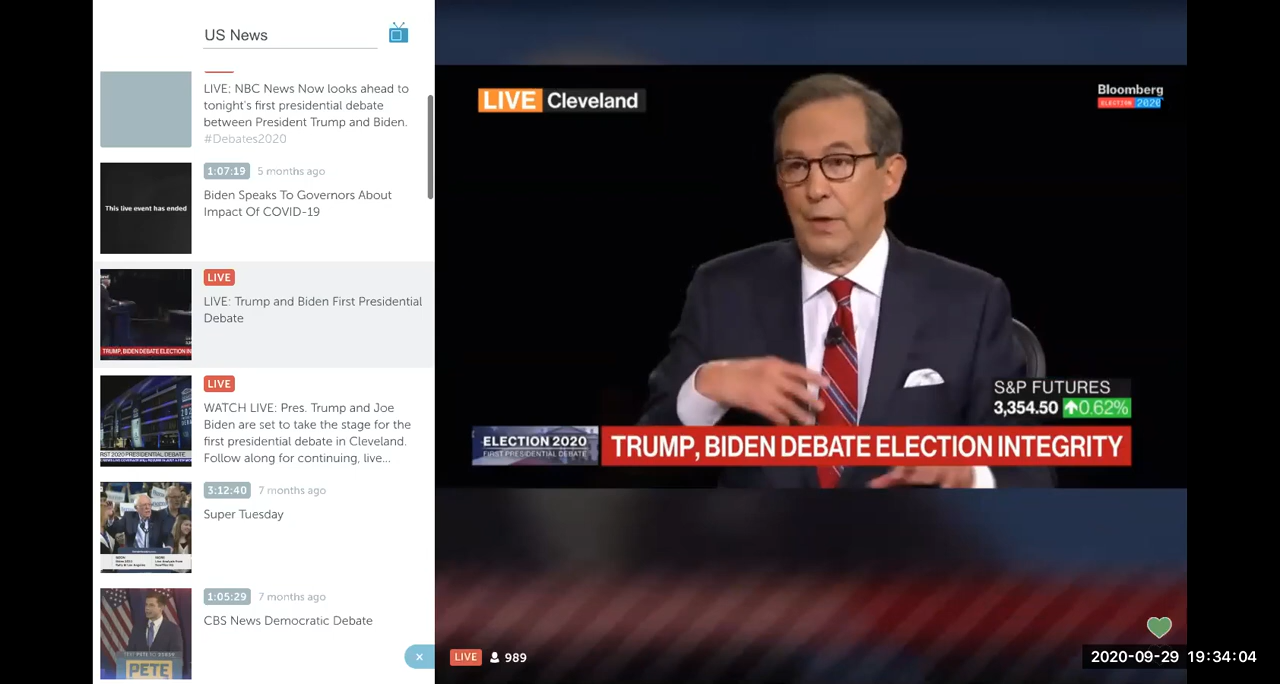 US News
LIVE: NBC News Now looks ahead to
tonight's first presidential debate
between President Trump and Biden.
#Debates2020
This live event has ended
1:07:19 5 months ago
Biden Speaks To Governors About
Impact Of COVID-19
TRUMP, BIDEN DEBATE ELECTION IN
LIVE
LIVE: Trump and Biden First Presidential
Debate
RST 2020 PRESIDENTIAL DEBATE
LIVE
WATCH LIVE: Pres. Trump and Joe
Biden are set to take the stage for the
first presidential debate in Cleveland.
Follow along for continuing, live...
3:12:40 7 months ago
Super Tuesday
PETE
1:05:29 7 months ago
CBS News Democratic Debate
LIVE Cleveland
Bloomberg
ELECTION 2020
S&P FUTURES
3,354.50 0.62%
ELECTION 2020
FIRST PRESIDENTIAL DEBATE
TRUMP, BIDEN DEBATE ELECTION INTEGRITY
LIVE 989
2020-09-29 19:34:04